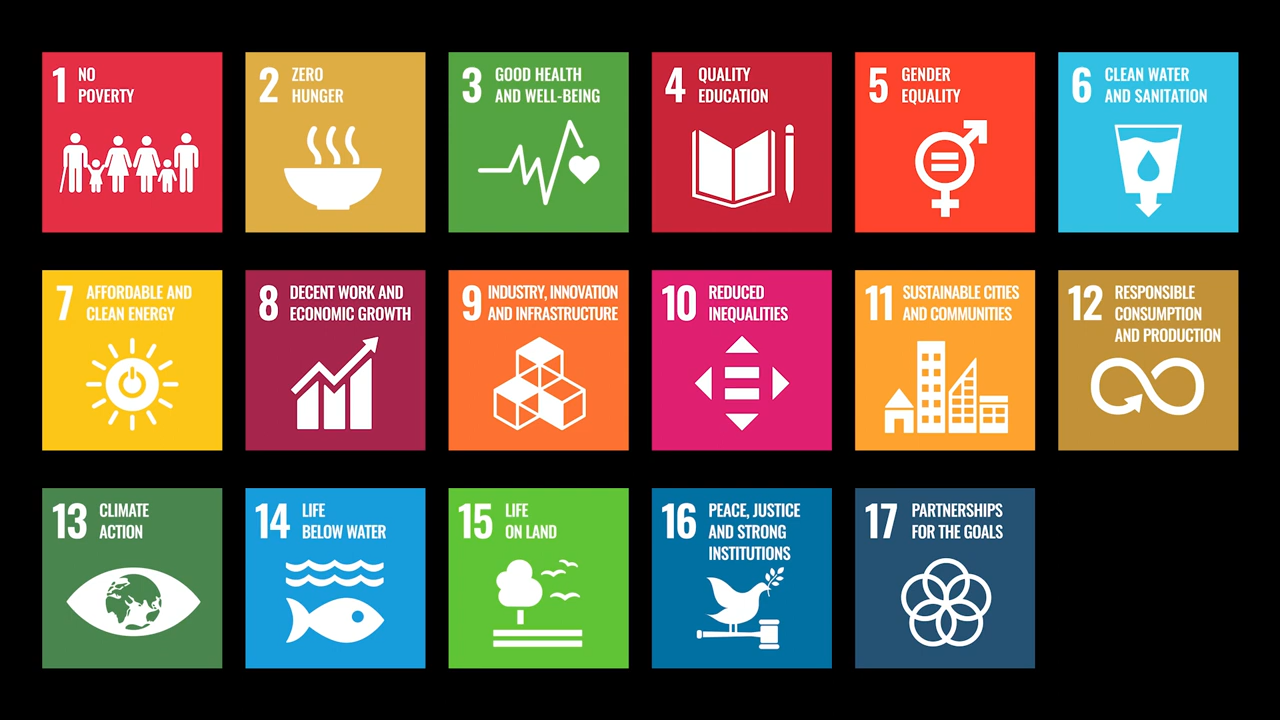 1 NO
POVERTY
2 ZERO
HUNGER
3 GOOD HEALTH
AND WELL-BEING
4 QUALITY
EDUCATION
5 GENDER
EQUALITY
6 CLEAN WATER
AND SANITATION
7 AFFORDABLE AND
CLEAN ENERGY
8 DECENT WORK AND
ECONOMIC GROWTH
9 INDUSTRY, INNOVATION
AND INFRASTRUCTURE
10 REDUCED
INEQUALITIES
11 SUSTAINABLE CITIES
AND COMMUNITIES
12 RESPONSIBLE
CONSUMPTION
AND PRODUCTION
13 CLIMATE
ACTION
14 LIFE
BELOW WATER
15 LIFE
ON LAND
16 PEACE, JUSTICE
AND STRONG
INSTITUTIONS
17 PARTNERSHIPS
FOR THE GOALS